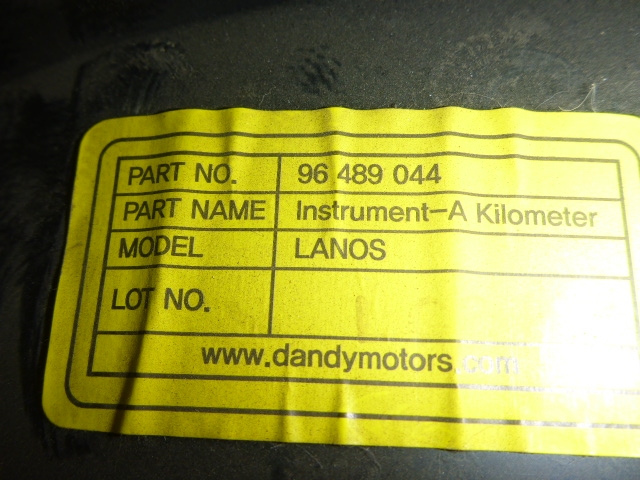 PART NO. 96 489 044
PART NAME Instrument-A Kilometer
MODEL LANOS
LOT NO.
www.dandymotors.com